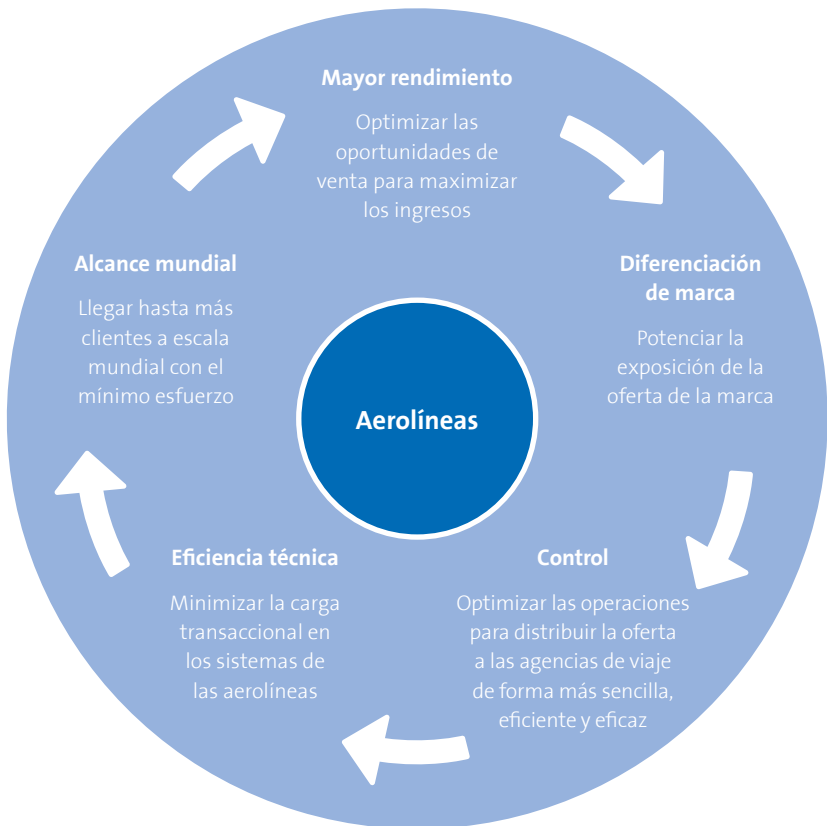 Mayor rendimiento
Optimizar las
oportunidades de
venta para maximizar
los ingresos
Diferenciación
de marca
Potenciar la
exposición de la
oferta de la marca
Control
Optimizar las operaciones
para distribuir la oferta
a las agencias de viaje
de forma más sencilla,
eficiente y eficaz
Eficiencia técnica
Minimizar la carga
transaccional en
los sistemas de
las aerolíneas
Alcance mundial
Llegar hasta más
clientes a escala
mundial con el
mínimo esfuerzo
Aerolíneas